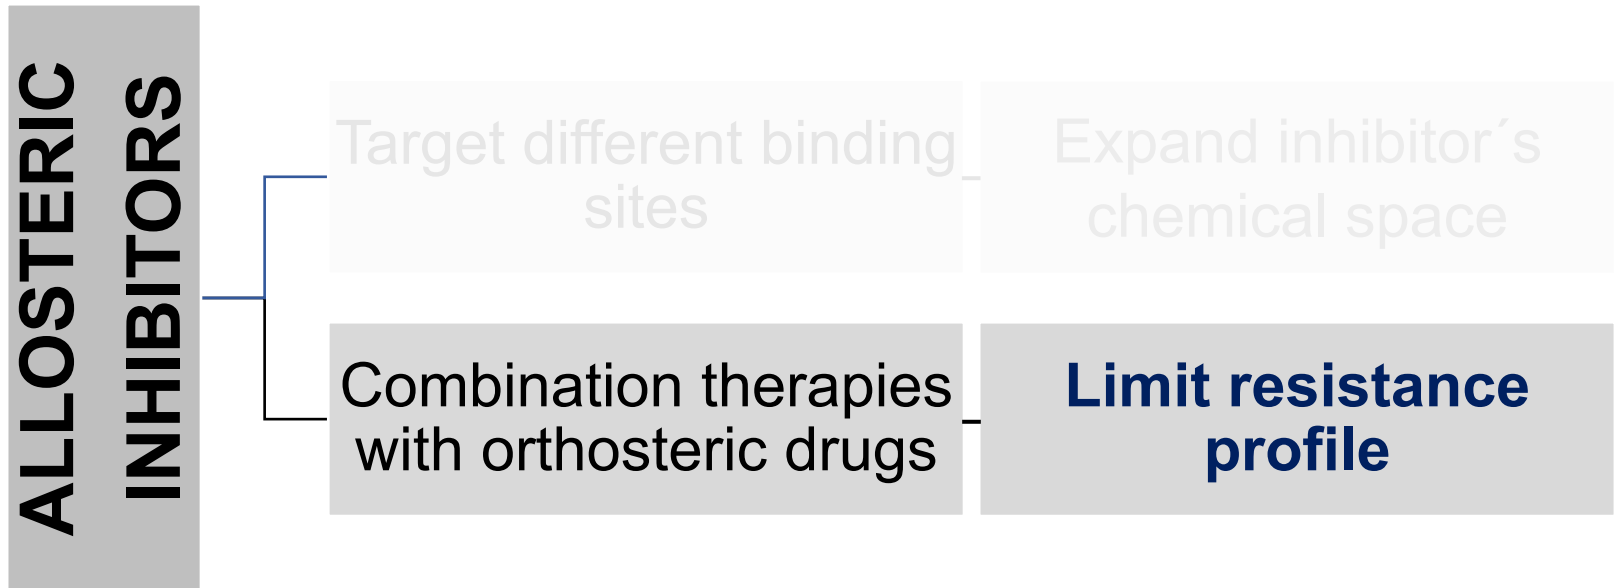 ALLOSTERIC
INHIBITORS
Target different binding
sites
Expand inhibitor´s
chemical space
Combination therapies
with orthosteric drugs
Limit resistance
profile